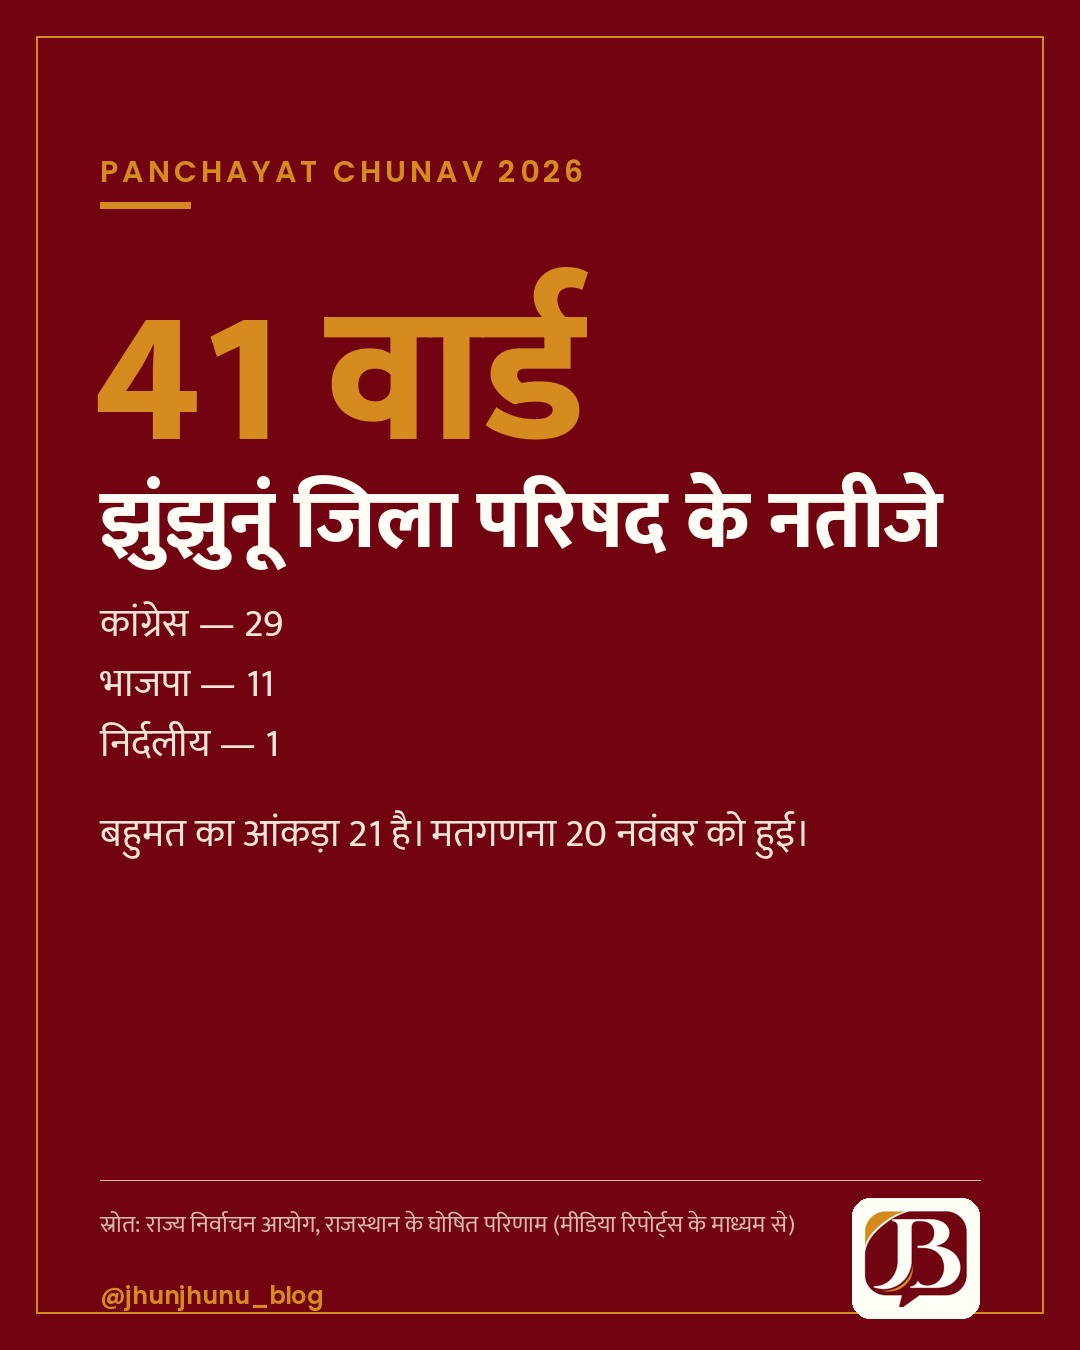 PANCHAYAT CHUNAV 2026
41 वार्ड
झुंझुनूं जिला परिषद के नतीजे
कांग्रेस — 29
भाजपा — 11
निर्दलीय — 1
बहुमत का आंकड़ा 21 है। मतगणना 20 नवंबर को हुई।
स्रोत: राज्य निर्वाचन आयोग, राजस्थान के घोषित परिणाम (मीडिया रिपोर्ट्स के माध्यम से)
JB
@jhunjhunu_blog